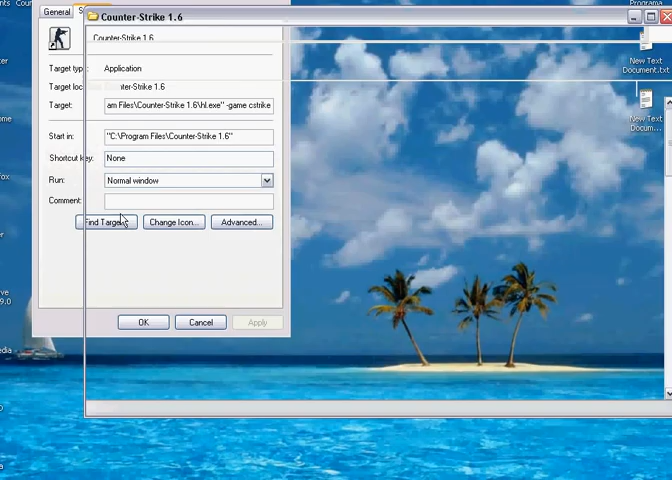 Counter-Strike 1.6
General
Counter-Strike 1.6
Target type:
Application
Target loc
nter-Strike 1.6
Target:
am Files\Counter-Strike 1.6\hl.exe" -game cstrike
Start in:
"C:\Program Files\Counter-Strike 1.6"
Shortcut key:
None
Run:
Normal window
Comment:
Find Target
Change Icon...
Advanced...
OK
Cancel
Apply
Programa
New Text
Document.txt
New Text
Docum...